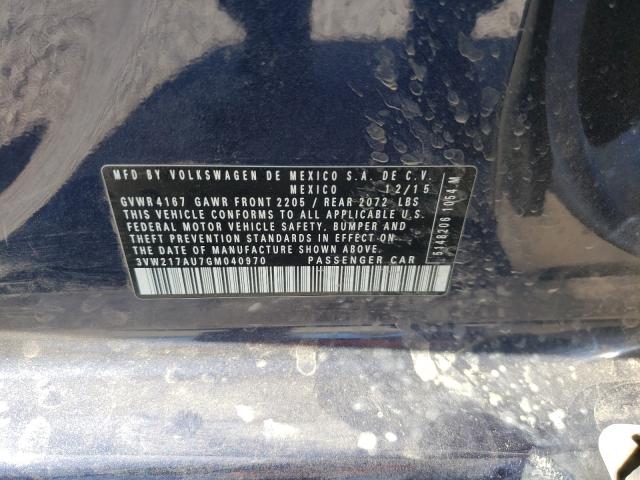 MFD BY VOLKSWAGEN DE MEXICO S.A. DE C.V.
MEXICO 12/15
GVWR 4167 GAWR FRONT 2205 / REAR 2072 LBS
THIS VEHICLE CONFORMS TO ALL APPLICABLE U.S.
FEDERAL MOTOR VEHICLE SAFETY, BUMPER AND
THEFT PREVENTION STANDARDS IN EFFECT ON
THE DATE OF MANUFACTURE SHOWN ABOVE.
3VW217AU7GM040970 PASSENGER CAR
5148206 1054 M